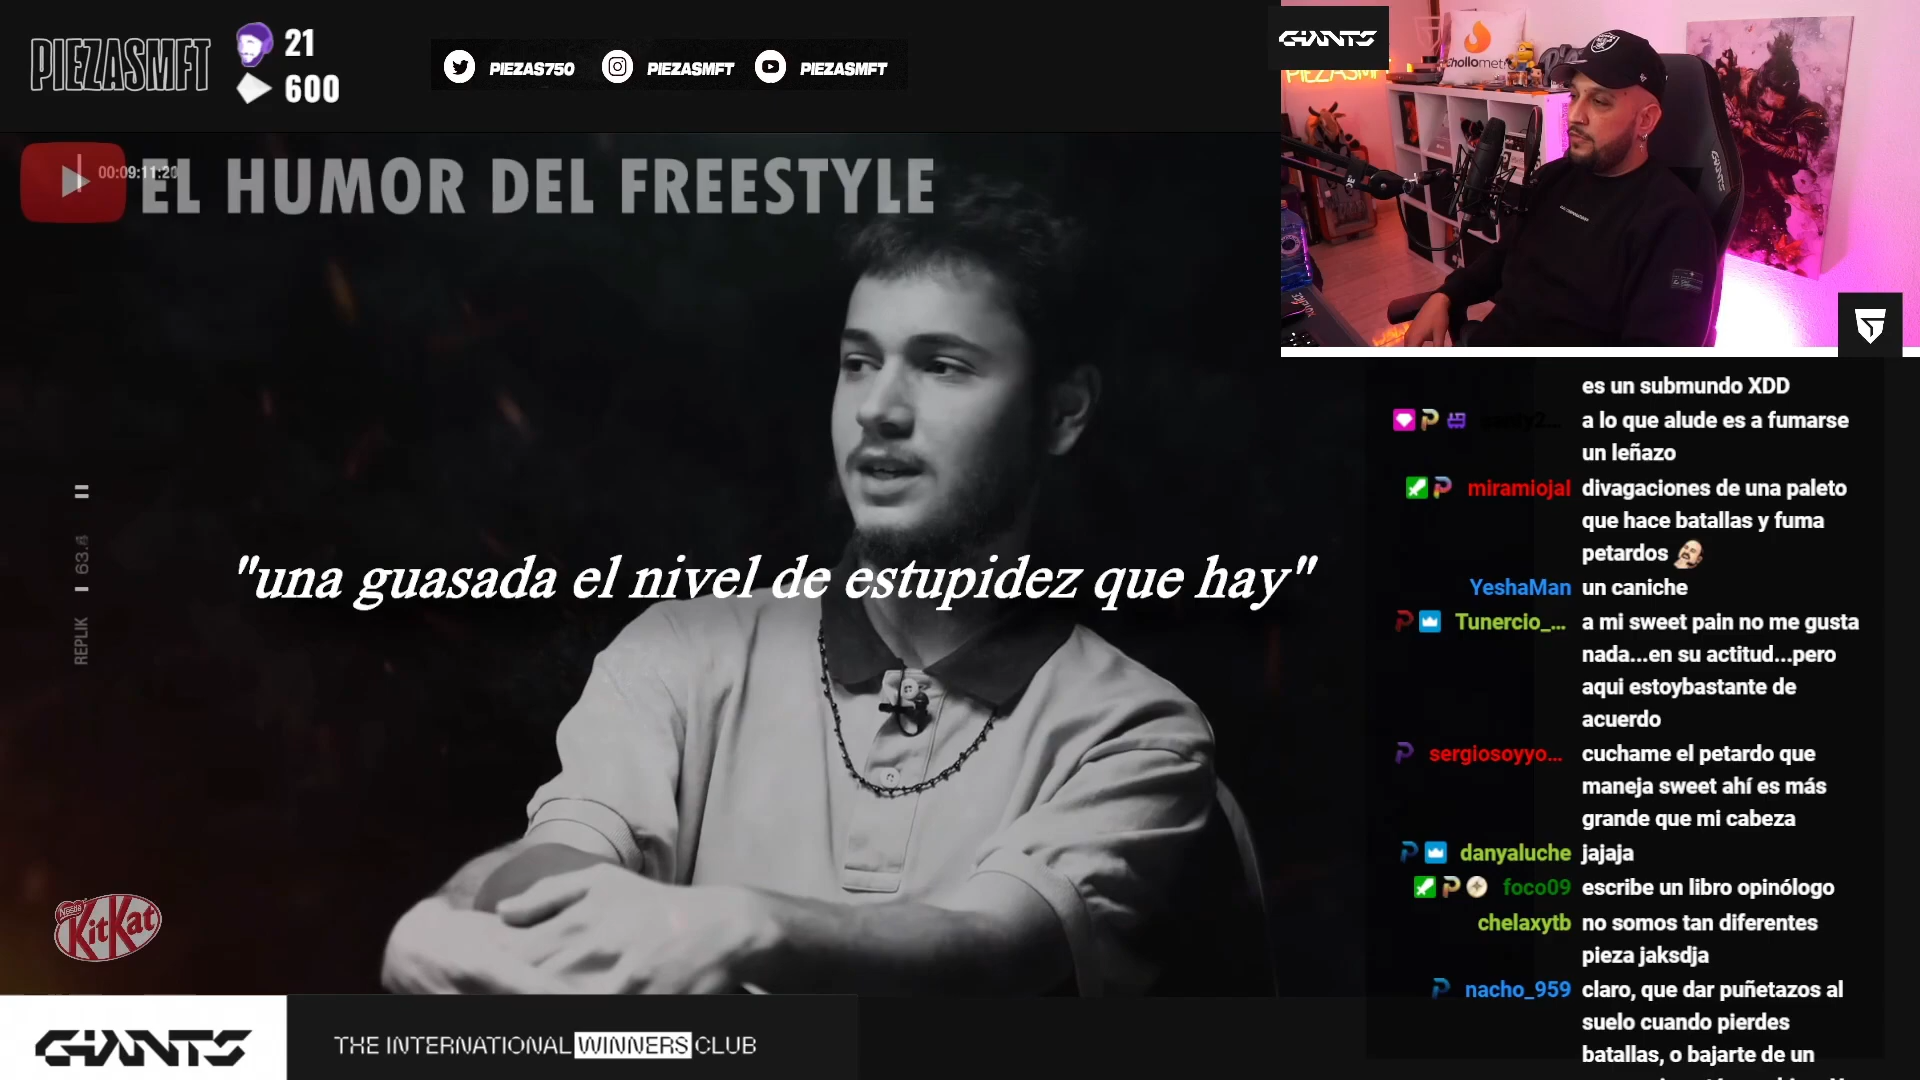 PIEZASMFT
21
600
PIEZAS750
PIEZASMFT
PIEZASMFT
GIANTS
hollometr
PIEZASM
00:09:11:20
EL HUMOR DEL FREESTYLE
REPLIK
"una guasada el nivel de estupidez que hay"
Nestlé
KitKat
GIANTS
THE INTERNATIONAL WINNERS CLUB
es un submundo XDD
a lo que alude es a fumarse
un leñazo
miramiojal divagaciones de una paleto
que hace batallas y fuma
petardos
YeshaMan un caniche
Tunercio_... a mi sweet pain no me gusta
nada...en su actitud...pero
aqui estoybastante de
acuerdo
sergiosoyyo... cuchame el petardo que
maneja sweet ahí es más
grande que mi cabeza
danyaluche jajaja
foco09 escribe un libro opinólogo
chelaxytb no somos tan diferentes
pieza jaksdja
nacho_959 claro, que dar puñetazos al
suelo cuando pierdes
batallas, o bajarte de un